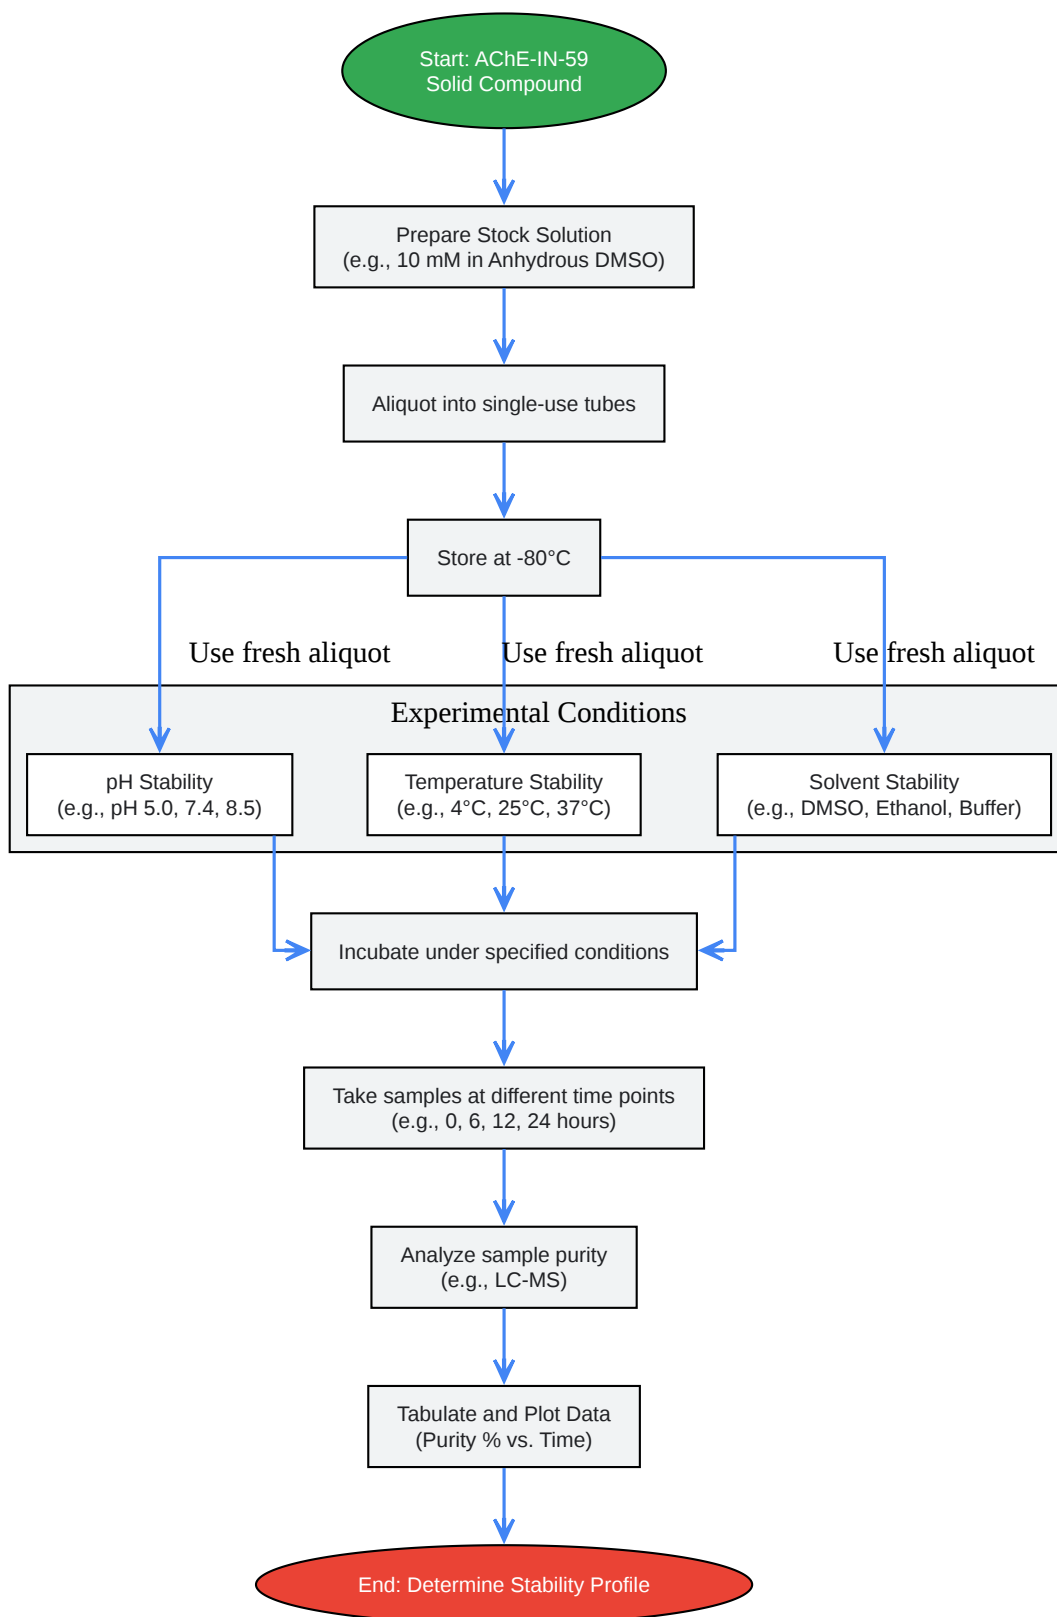 Start: AChE-IN-59
Solid Compound
Prepare Stock Solution
(e.g., 10 mM in Anhydrous DMSO)
Aliquot into single-use tubes
Store at -80°C
Use fresh aliquot
Use fresh aliquot
Use fresh aliquot
Experimental Conditions
pH Stability
(e.g., pH 5.0, 7.4, 8.5)
Temperature Stability
(e.g., 4°C, 25°C, 37°C)
Solvent Stability
(e.g., DMSO, Ethanol, Buffer)
Incubate under specified conditions
Take samples at different time points
(e.g., 0, 6, 12, 24 hours)
Analyze sample purity
(e.g., LC-MS)
Tabulate and Plot Data
(Purity % vs. Time)
End: Determine Stability Profile